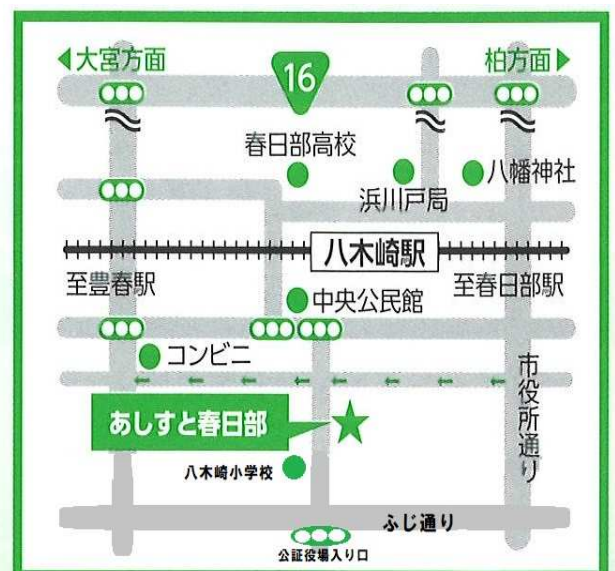 大宮方面
16
柏方面
春日部高校
浜川戸局
八幡神社
八木崎駅
至豊春駅
至春日部駅
中央公民館
コンビニ
市役所通り
あしすと春日部
八木崎小学校
ふじ通り
公証役場入り口